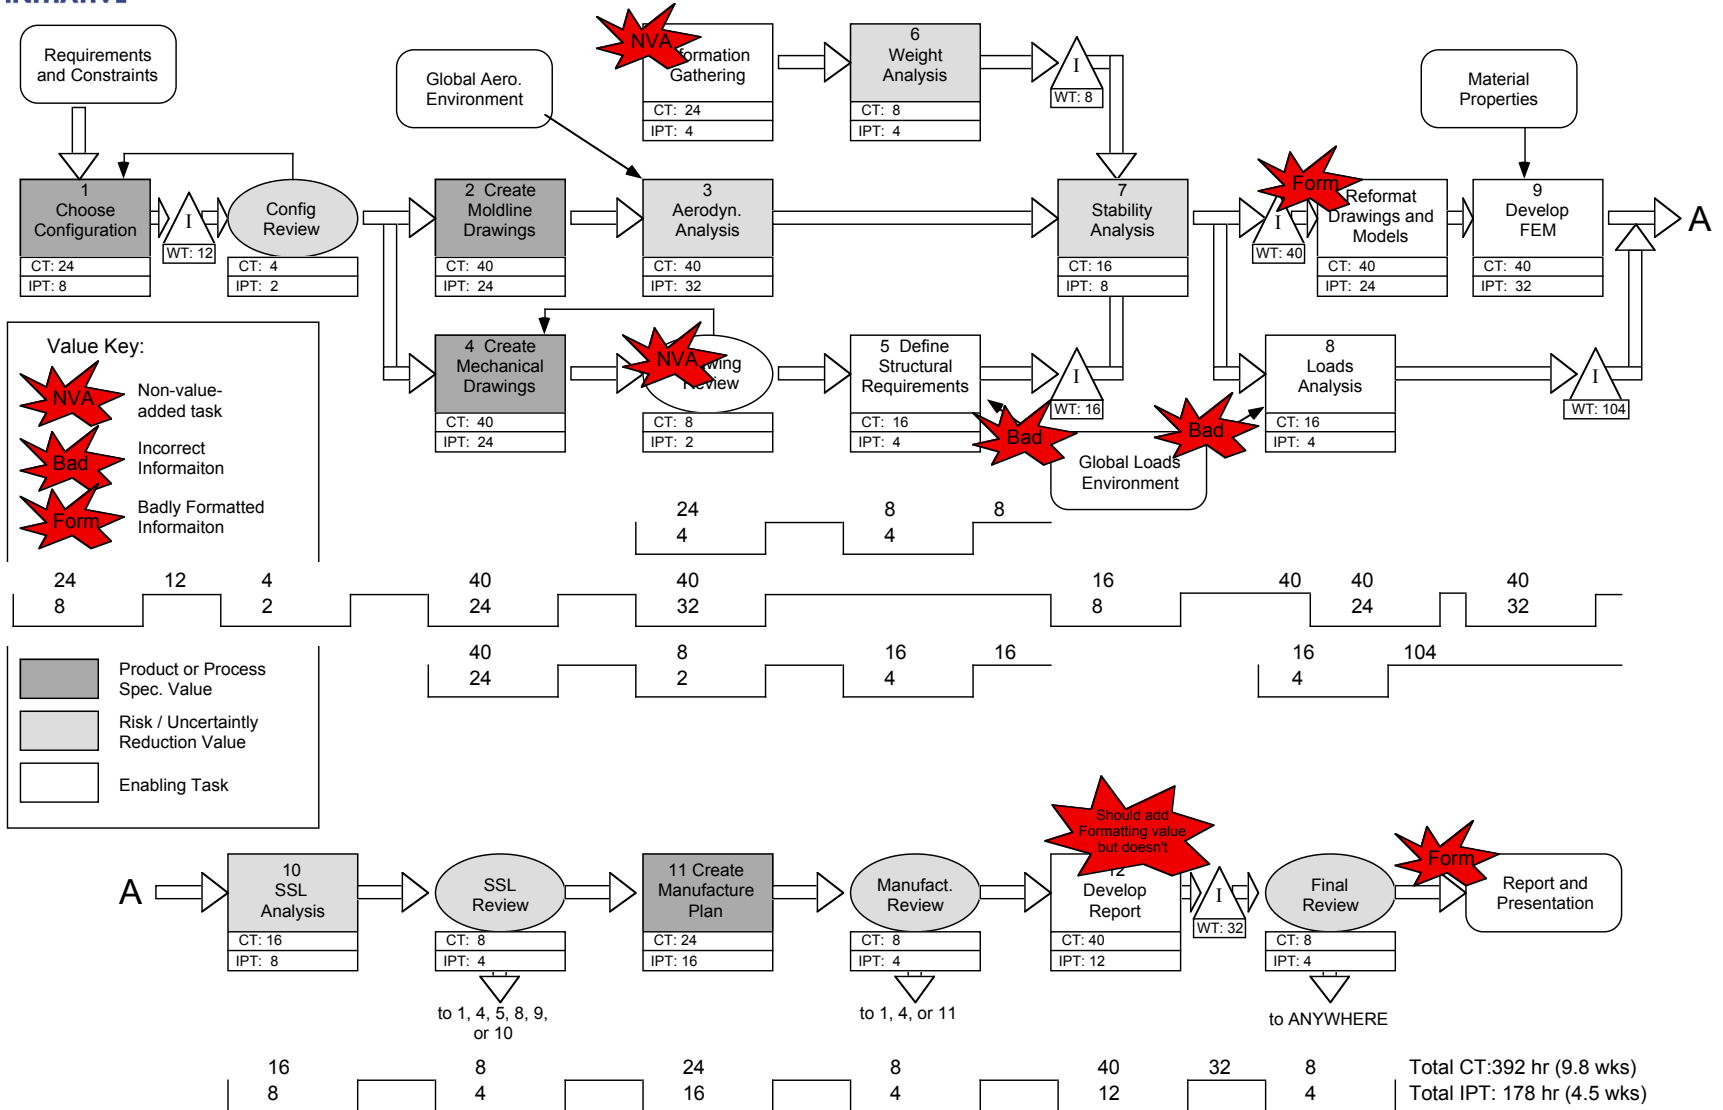 INITIATIVE
Requirements
and Constraints
Global Aero.
Environment
NVA
formation
Gathering
CT: 24
IPT: 4
6
Weight
Analysis
CT: 8
IPT: 4
I
WT: 8
Material
Properties
1
Choose
Configuration
CT: 24
IPT: 8
I
WT: 12
Config
Review
CT: 4
IPT: 2
2 Create
Moldline
Drawings
CT: 40
IPT: 24
3
Aerodyn.
Analysis
CT: 40
IPT: 32
7
Stability
Analysis
CT: 16
IPT: 8
I
WT: 40
Form
Reformat
Drawings and
Models
CT: 40
IPT: 24
9
Develop
FEM
CT: 40
IPT: 32
A
4 Create
Mechanical
Drawings
CT: 40
IPT: 24
NVA
wing
Review
CT: 8
IPT: 2
5 Define
Structural
Requirements
CT: 16
IPT: 4
I
WT: 16
Bad
Bad
Global Loads
Environment
8
Loads
Analysis
CT: 16
IPT: 4
I
WT: 104
Value Key:
NVA
Non-value-
added task
Bad
Incorrect
Informaiton
Form
Badly Formatted
Informaiton
24 8 8
4 4
24 12 4 40 40 16 40 40 40
8 2 24 32 8 24 32
40 8 16 16 16 104
24 2 4 4
Product or Process
Spec. Value
Risk / Uncertaintly
Reduction Value
Enabling Task
A
10
SSL
Analysis
CT: 16
IPT: 8
SSL
Review
CT: 8
IPT: 4
to 1, 4, 5, 8, 9,
or 10
11 Create
Manufacture
Plan
CT: 24
IPT: 16
Manufact.
Review
CT: 8
IPT: 4
to 1, 4, or 11
Should add
Formatting value
but doesn't
12
Develop
Report
CT: 40
IPT: 12
I
WT: 32
Final
Review
CT: 8
IPT: 4
to ANYWHERE
Form
Report and
Presentation
16 8 24 8 40 32 8 Total CT:392 hr (9.8 wks)
8 4 16 4 12 4 Total IPT: 178 hr (4.5 wks)